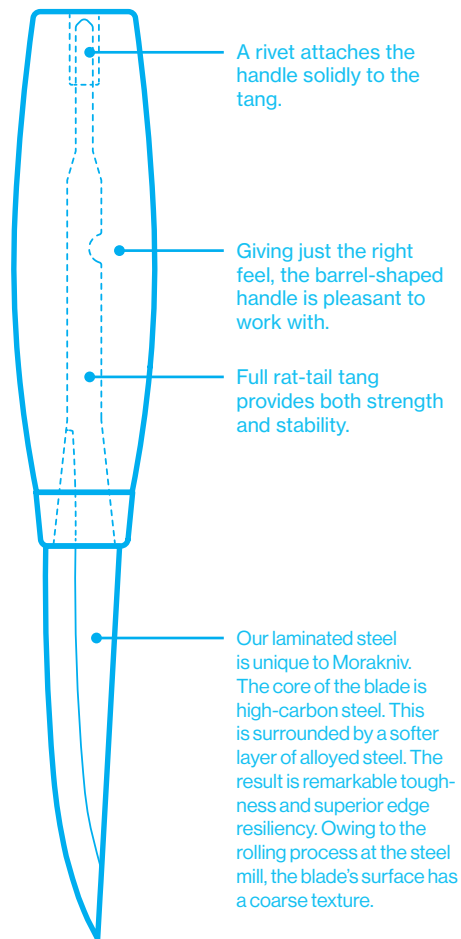 A rivet attaches the
handle solidly to the
tang.
Giving just the right
feel, the barrel-shaped
handle is pleasant to
work with.
Full rat-tail tang
provides both strength
and stability.
Our laminated steel
is unique to Morakniv.
The core of the blade is
high-carbon steel. This
is surrounded by a softer
layer of alloyed steel. The
result is remarkable tough-
ness and superior edge
resiliency. Owing to the
rolling process at the steel
mill, the blade's surface has
a coarse texture.